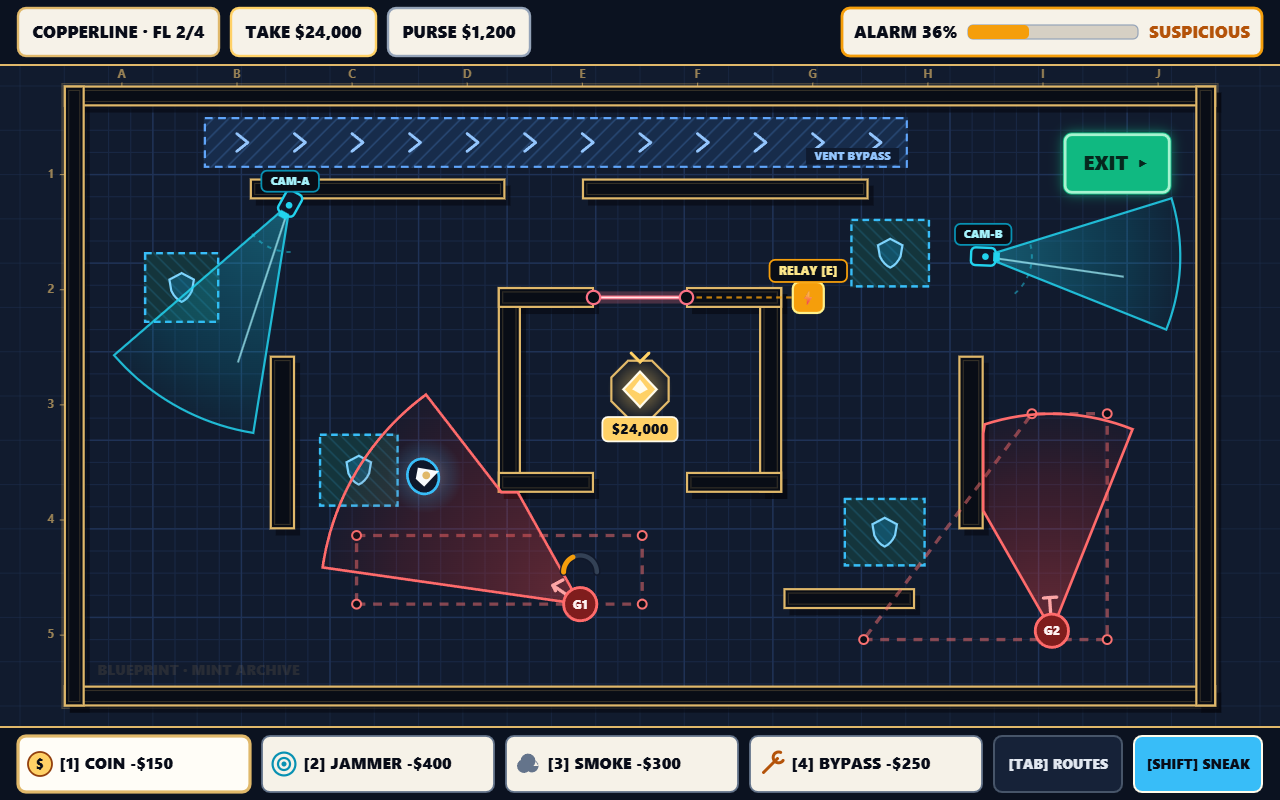 COPPERLINE · FL 2/4
TAKE $24,000
PURSE $1,200
ALARM 36%
SUSPICIOUS
A B C D E F G H I J
VENT BYPASS
EXIT ▸
1
CAM-A
CAM-B
RELAY [E]
2
3
$24,000
4
G1
G2
5
BLUEPRINT · MINT ARCHIVE
$ [1] COIN -$150
[2] JAMMER -$400
[3] SMOKE -$300
[4] BYPASS -$250
[TAB] ROUTES
[SHIFT] SNEAK